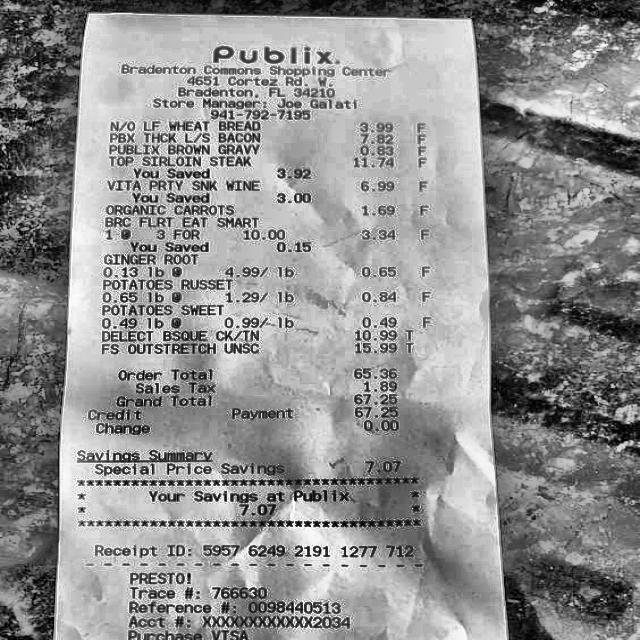 Publix.
Bradenton Commons Shopping Center
4651 Cortez Rd. W.
Bradenton, FL 34210
Store Manager: Joe Galati
941-792-7195
N/O LF WHEAT BREAD 3.99 F
PBX THCK L/S BACON 7.82 F
PUBLIX BROWN GRAVY 0.83 F
TOP SIRLOIN STEAK 11.74 F
You Saved 3.92
VITA PRTY SNK WINE 6.99 F
You Saved 3.00
ORGANIC CARROTS 1.69 F
BRC FLRT EAT SMART
1 @ 3 FOR 10.00 3.34 F
You Saved 0.15
GINGER ROOT
0.13 lb @ 4.99/ lb 0.65 F
POTATOES RUSSET
0.65 lb @ 1.29/ lb 0.84 F
POTATOES SWEET
0.49 lb @ 0.99/ lb 0.49 F
DELECT BSQUE CK/TN 10.99 T
FS OUTSTRETCH UNSC 15.99 T
Order Total 65.36
Sales Tax 1.89
Grand Total 67.25
Credit Payment 67.25
Change 0.00
Savings Summary
Special Price Savings 7.07
****************************************
* Your Savings at Publix *
* 7.07 *
****************************************
Receipt ID: 5957 6249 2191 1277 712
- - - - - - - - - - - - - - - - - - - -
PRESTO!
Trace #: 766630
Reference #: 0098440513
Acct #: XXXXXXXXXXXX2034
Purchase VISA